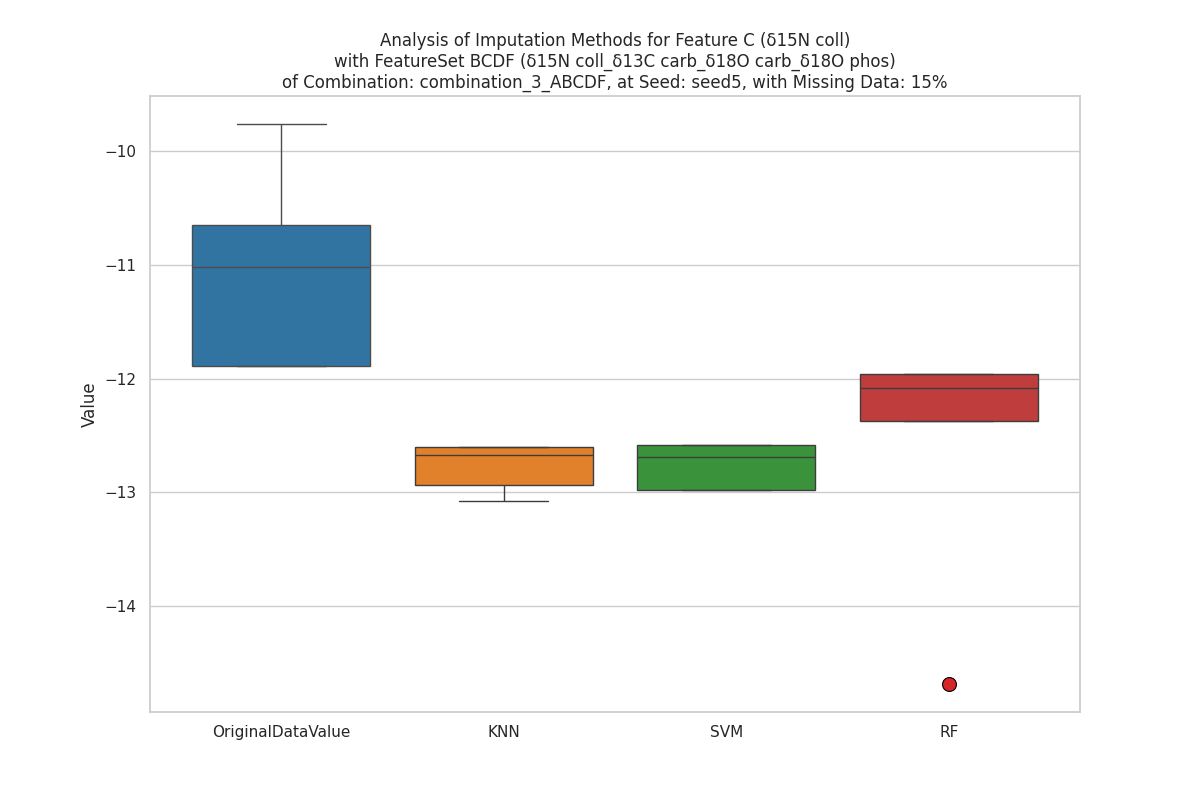 Analysis of Imputation Methods for Feature C (δ15N coll)
with FeatureSet BCDF (δ15N coll_δ13C carb_δ18O carb_δ18O phos)
of Combination: combination_3_ABCDF, at Seed: seed5, with Missing Data: 15%
−10
−11
−12
−13
−14
Value
OriginalDataValue
KNN
SVM
RF